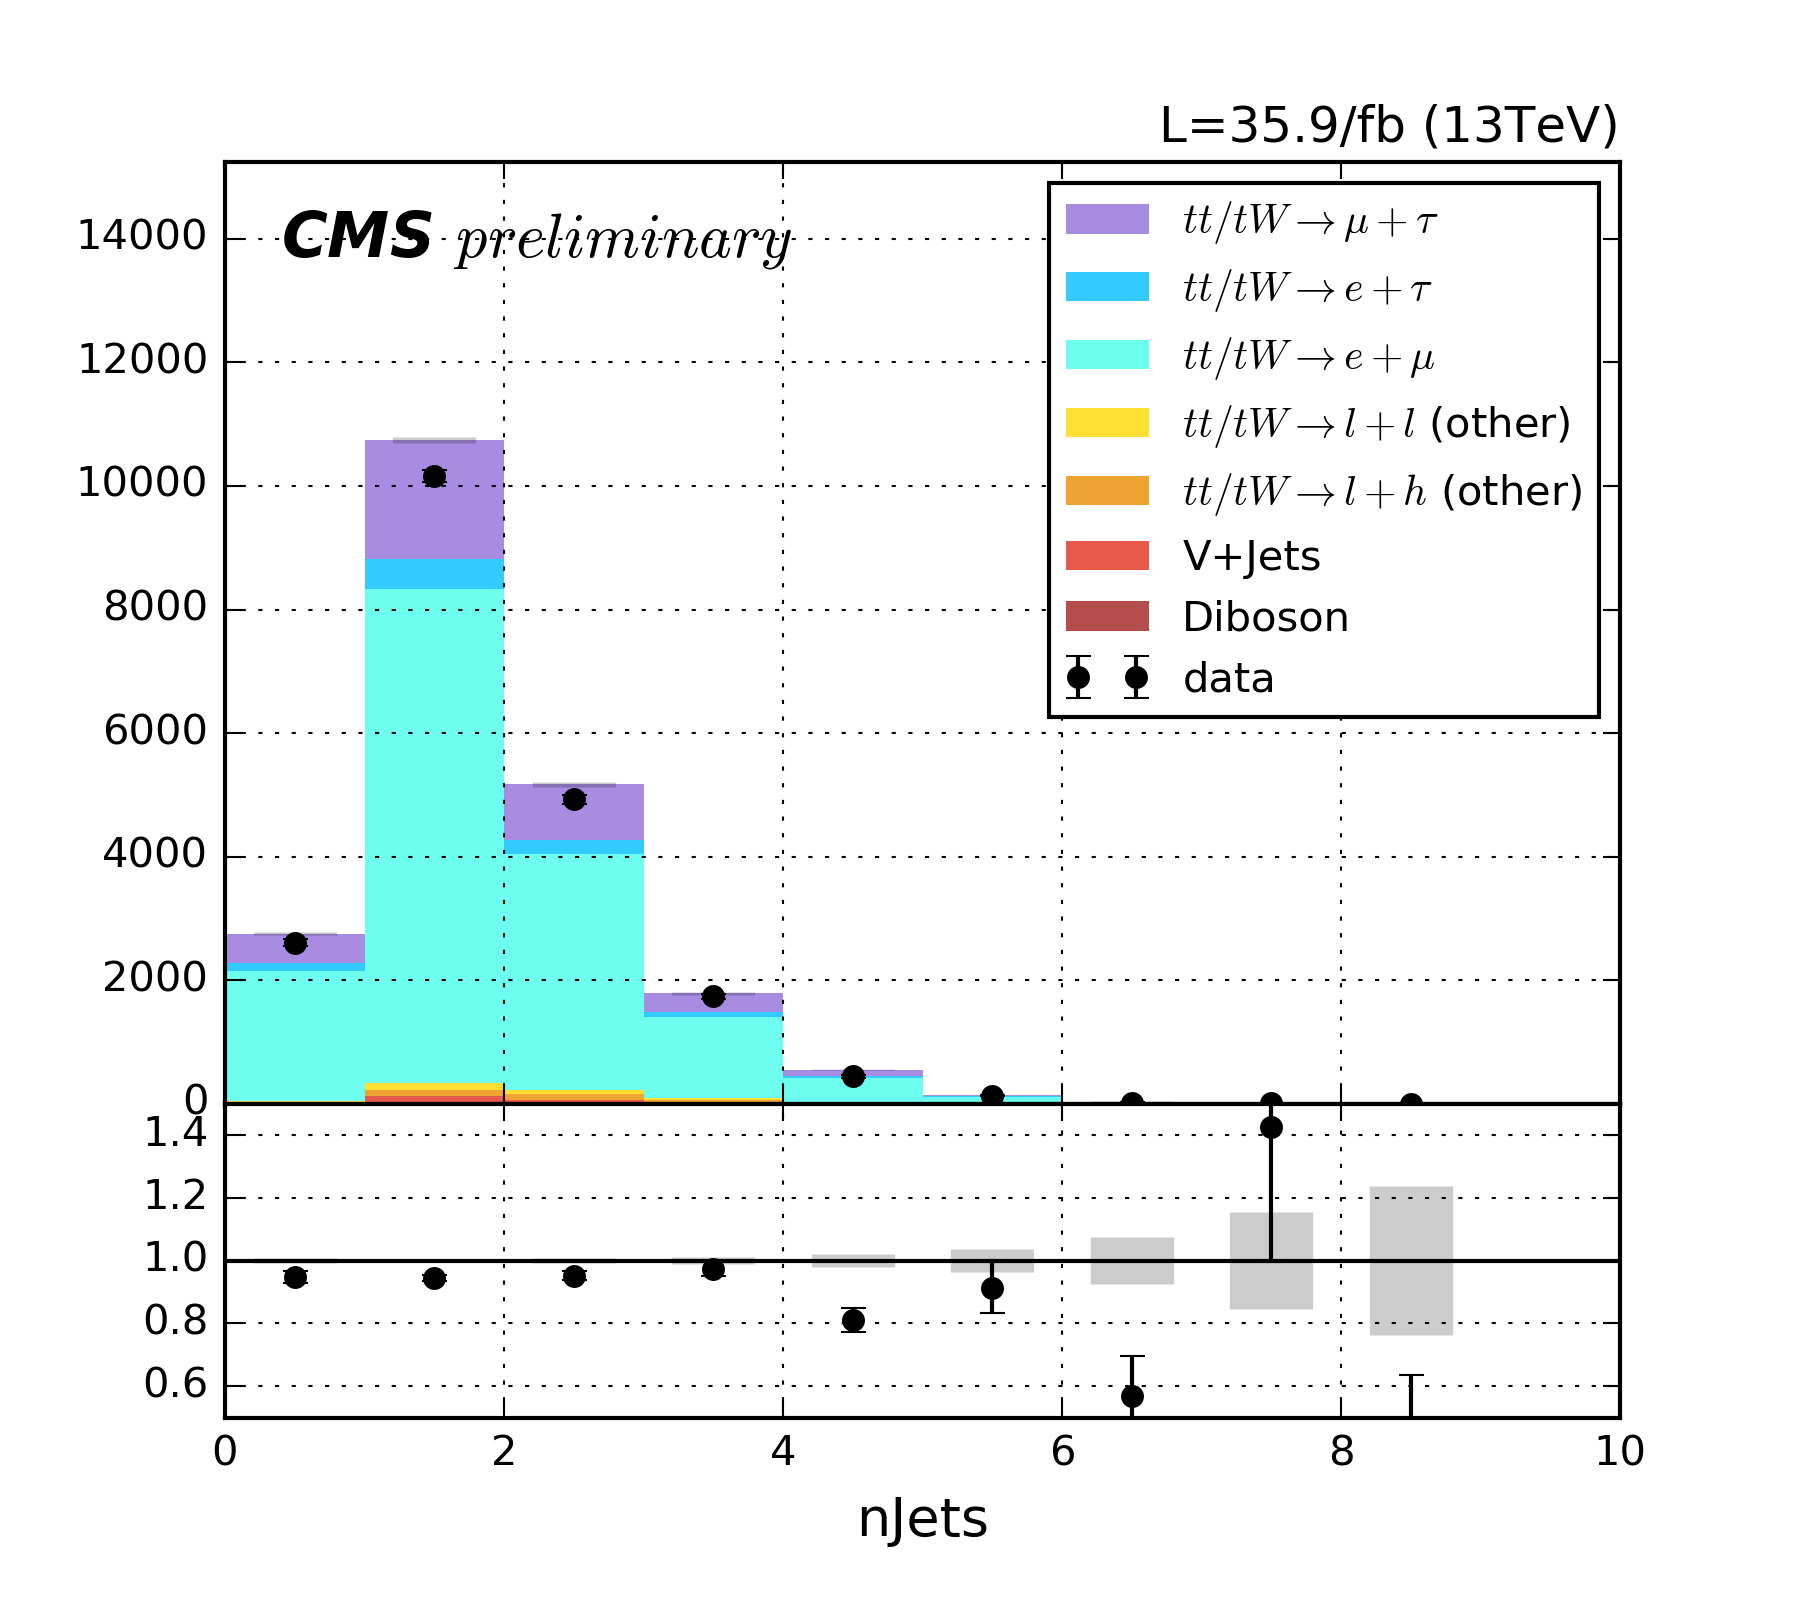 L=35.9/fb (13TeV)
CMS preliminary
14000
12000
10000
8000
6000
4000
2000
0
tt/tW→μ+τ
tt/tW→e+τ
tt/tW→e+μ
tt/tW→l+l (other)
tt/tW→l+h (other)
V+Jets
Diboson
data
1.4
1.2
1.0
0.8
0.6
0 2 4 6 8 10
nJets